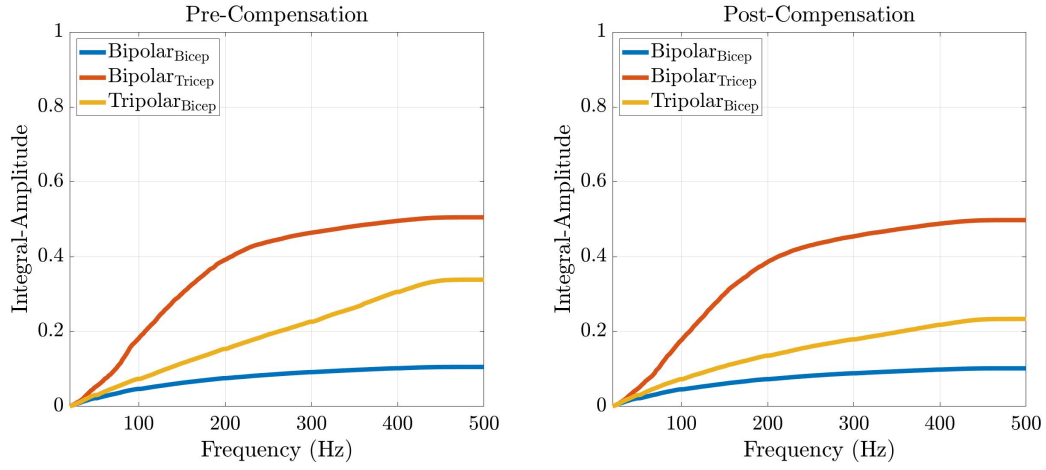 Pre-Compensation
1
0.8
0.6
0.4
0.2
0
100
200
300
400
500
Integral-Amplitude
Frequency (Hz)
Bipolar_Bicep
Bipolar_Tricep
Tripolar_Bicep
Post-Compensation
1
0.8
0.6
0.4
0.2
0
100
200
300
400
500
Integral-Amplitude
Frequency (Hz)
Bipolar_Bicep
Bipolar_Tricep
Tripolar_Bicep